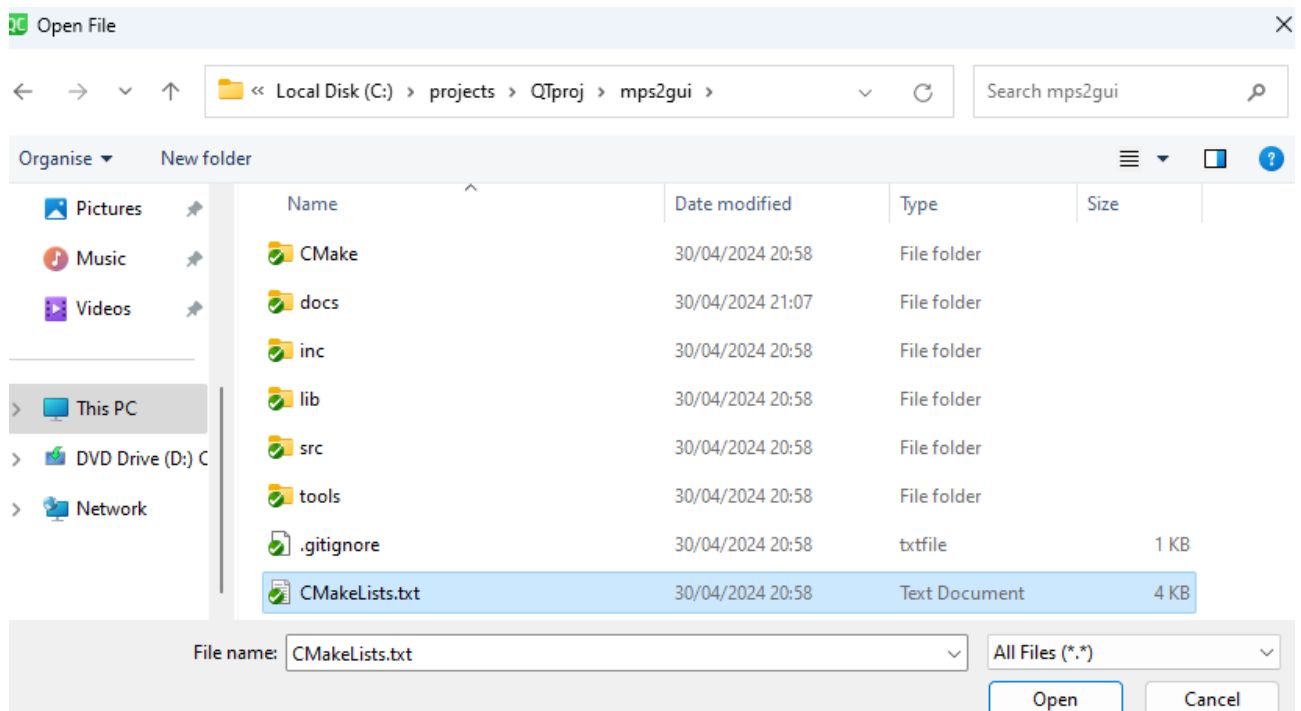 QC Open File
« Local Disk (C:) › projects › QTproj › mps2gui ›
Search mps2gui
Organise
New folder
?
Pictures
Music
Videos
This PC
DVD Drive (D:) C
Network
Name Date modified Type Size
CMake 30/04/2024 20:58 File folder
docs 30/04/2024 21:07 File folder
inc 30/04/2024 20:58 File folder
lib 30/04/2024 20:58 File folder
src 30/04/2024 20:58 File folder
tools 30/04/2024 20:58 File folder
.gitignore 30/04/2024 20:58 txtfile 1 KB
CMakeLists.txt 30/04/2024 20:58 Text Document 4 KB
File name: CMakeLists.txt All Files (*.*)
Open Cancel